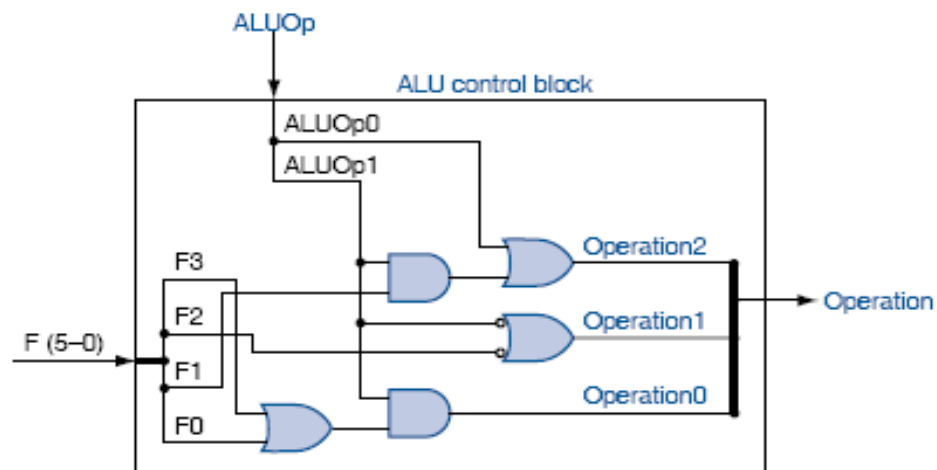 ALUOp
ALU control block
ALUOp0
ALUOp1
F3
F2
F (5–0)
F1
F0
Operation2
Operation1
Operation0
Operation